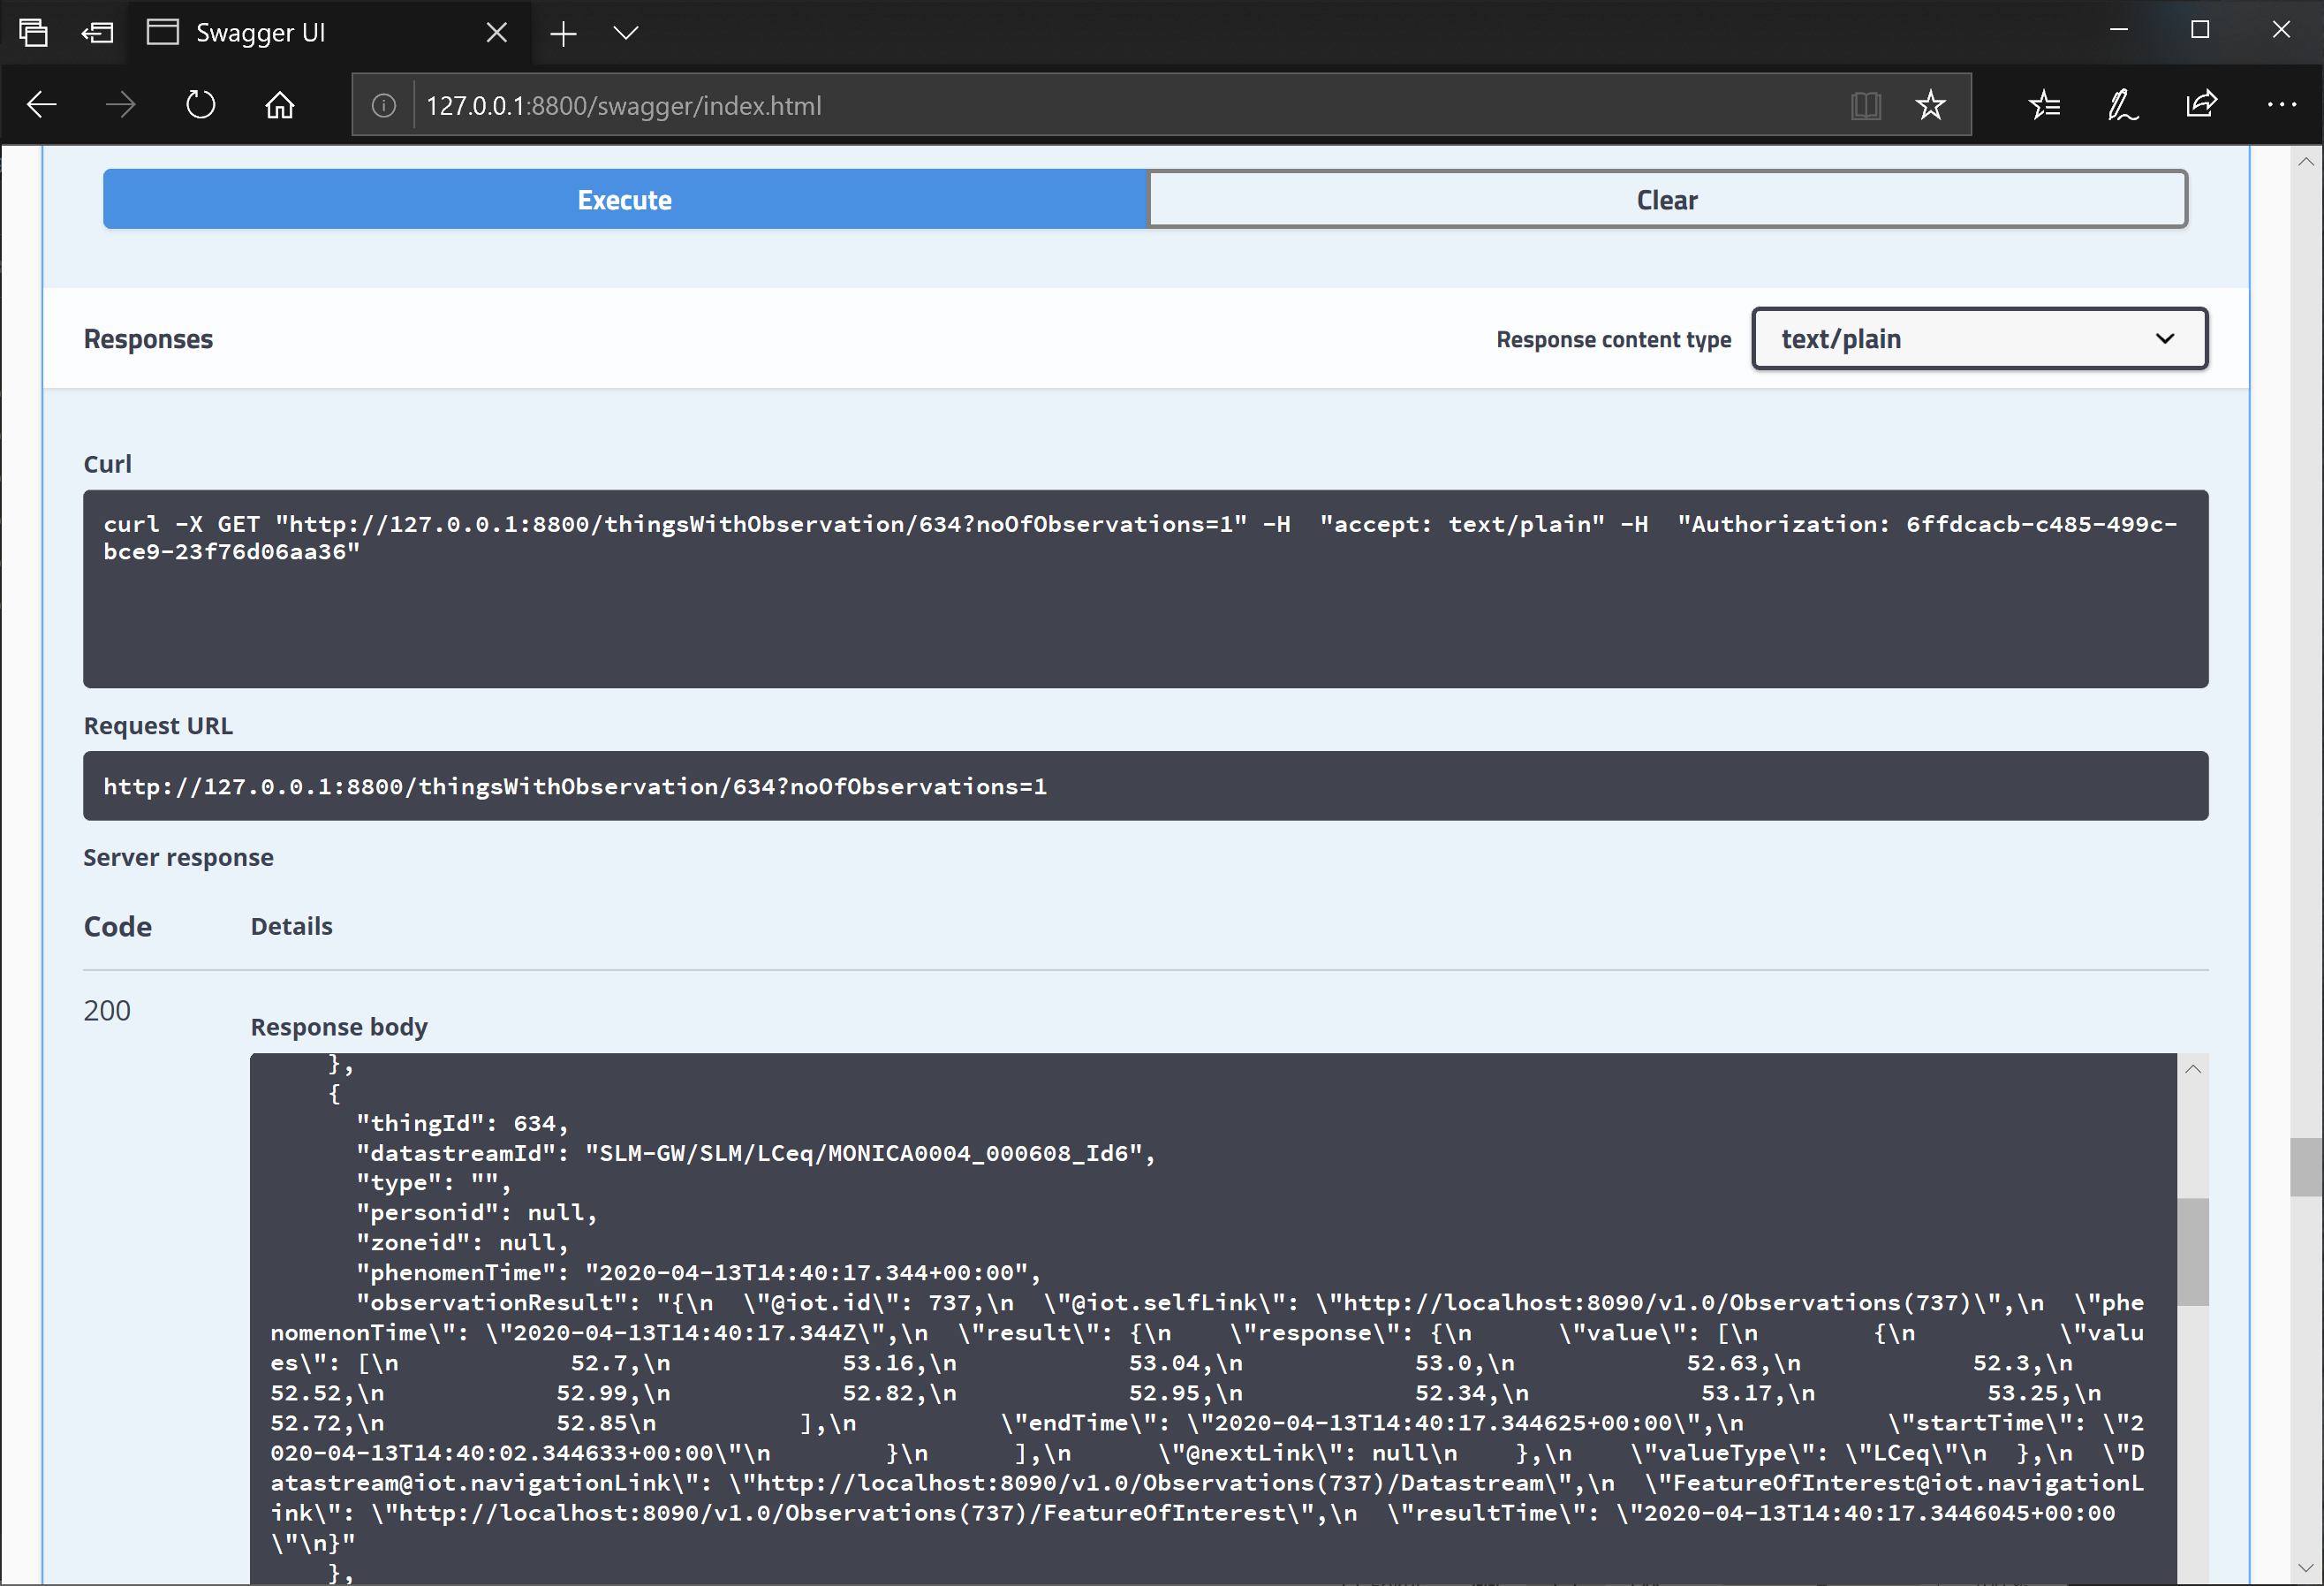 Swagger UI
127.0.0.1:8800/swagger/index.html
Execute
Clear
Responses
Response content type
text/plain
Curl
curl -X GET "http://127.0.0.1:8800/thingsWithObservation/634?noOfObservations=1" -H  "accept: text/plain" -H  "Authorization: 6ffdcacb-c485-499c-
bce9-23f76d06aa36"
Request URL
http://127.0.0.1:8800/thingsWithObservation/634?noOfObservations=1
Server response
Code
Details
200
Response body
},
{
"thingId": 634,
"datastreamId": "SLM-GW/SLM/LCeq/MONICA0004_000608_Id6",
"type": "",
"personid": null,
"zoneid": null,
"phenomenTime": "2020-04-13T14:40:17.344+00:00",
"observationResult": "{\n  \"@iot.id\": 737,\n  \"@iot.selfLink\": \"http://localhost:8090/v1.0/Observations(737)\",\n  \"phe
nomenonTime\": \"2020-04-13T14:40:17.344Z\",\n  \"result\": {\n    \"response\": {\n      \"value\": [\n        {\n          \"valu
es\": [\n            52.7,\n            53.16,\n            53.04,\n            53.0,\n            52.63,\n            52.3,\n
52.52,\n            52.99,\n            52.82,\n            52.95,\n            52.34,\n            53.17,\n            53.25,\n
52.72,\n            52.85\n          ],\n          \"endTime\": \"2020-04-13T14:40:17.344625+00:00\",\n          \"startTime\": \"2
020-04-13T14:40:02.344633+00:00\"\n        }\n      ],\n      \"@nextLink\": null\n    },\n    \"valueType\": \"LCeq\"\n  },\n  \"D
atastream@iot.navigationLink\": \"http://localhost:8090/v1.0/Observations(737)/Datastream\",\n  \"FeatureOfInterest@iot.navigationL
ink\": \"http://localhost:8090/v1.0/Observations(737)/FeatureOfInterest\",\n  \"resultTime\": \"2020-04-13T14:40:17.3446045+00:00
\"\n}"
},